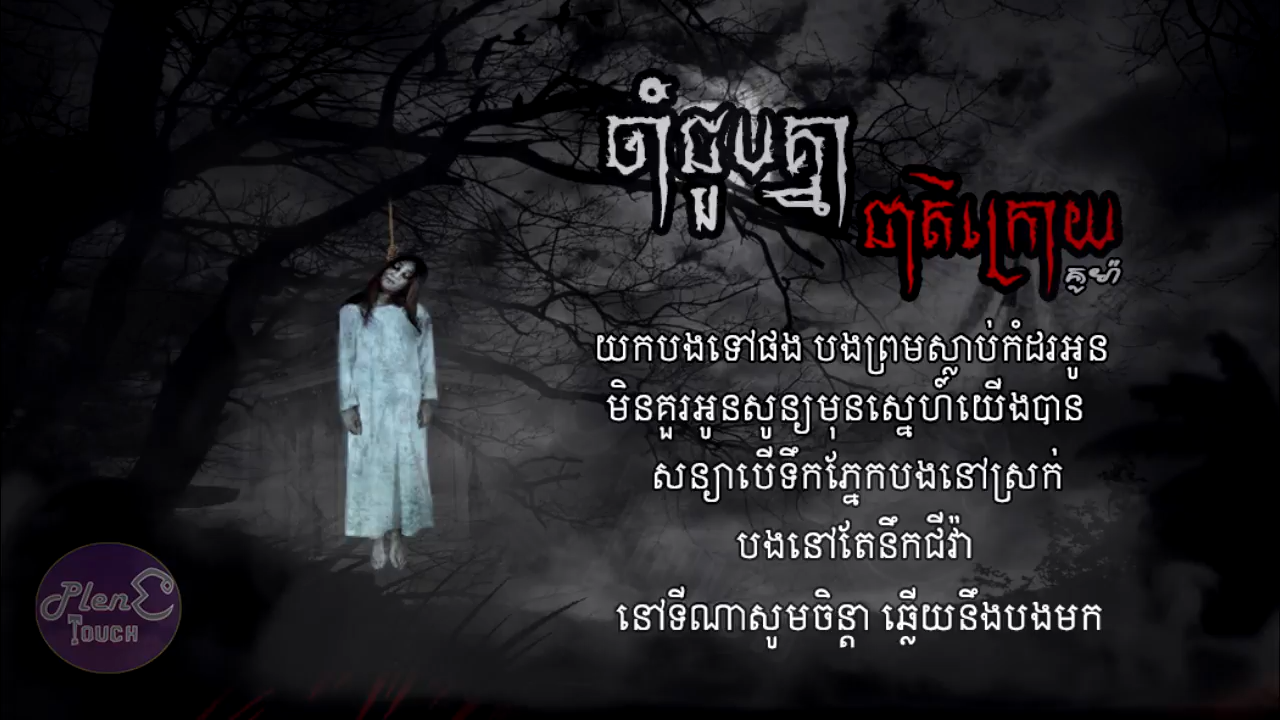 ចាំជួបគ្នា
ជាតិក្រោយ
គូម៉ា
យកបងទៅផង បងព្រមស្លាប់កំដរអូន
មិនគួរអូនសូន្យមុនស្នេហ៍យើងបាន
សន្យាបើទឹកភ្នែកបងនៅស្រក់
បងនៅតែនឹកជីវ៉ា
នៅទីណាសូមចិន្តា ឆ្លើយនឹងបងមក
Plene
Touch